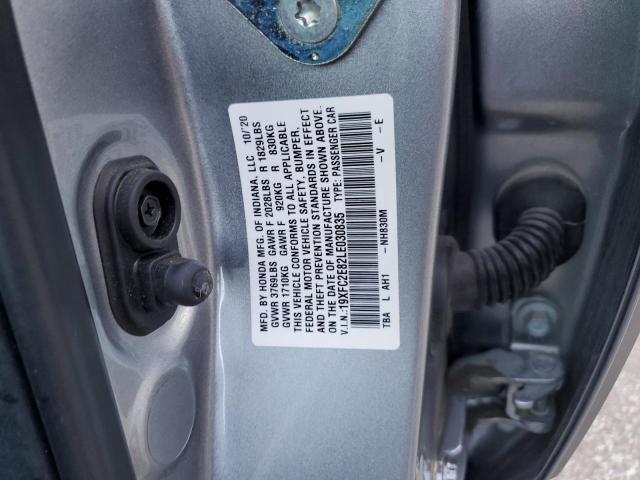 MFD. BY HONDA MFG. OF INDIANA, LLC 10/'20
GVWR 3769LBS GAWR F 2028LBS R 1829LBS
GVWR 1710KG GAWR F 920KG R 830KG
THIS VEHICLE CONFORMS TO ALL APPLICABLE
FEDERAL MOTOR VEHICLE SAFETY, BUMPER,
AND THEFT PREVENTION STANDARDS IN EFFECT
ON THE DATE OF MANUFACTURE SHOWN ABOVE.
V.I.N.:19XFC2E82LE030835 TYPE: PASSENGER CAR
TBA L AH1 -NH830M -V -E